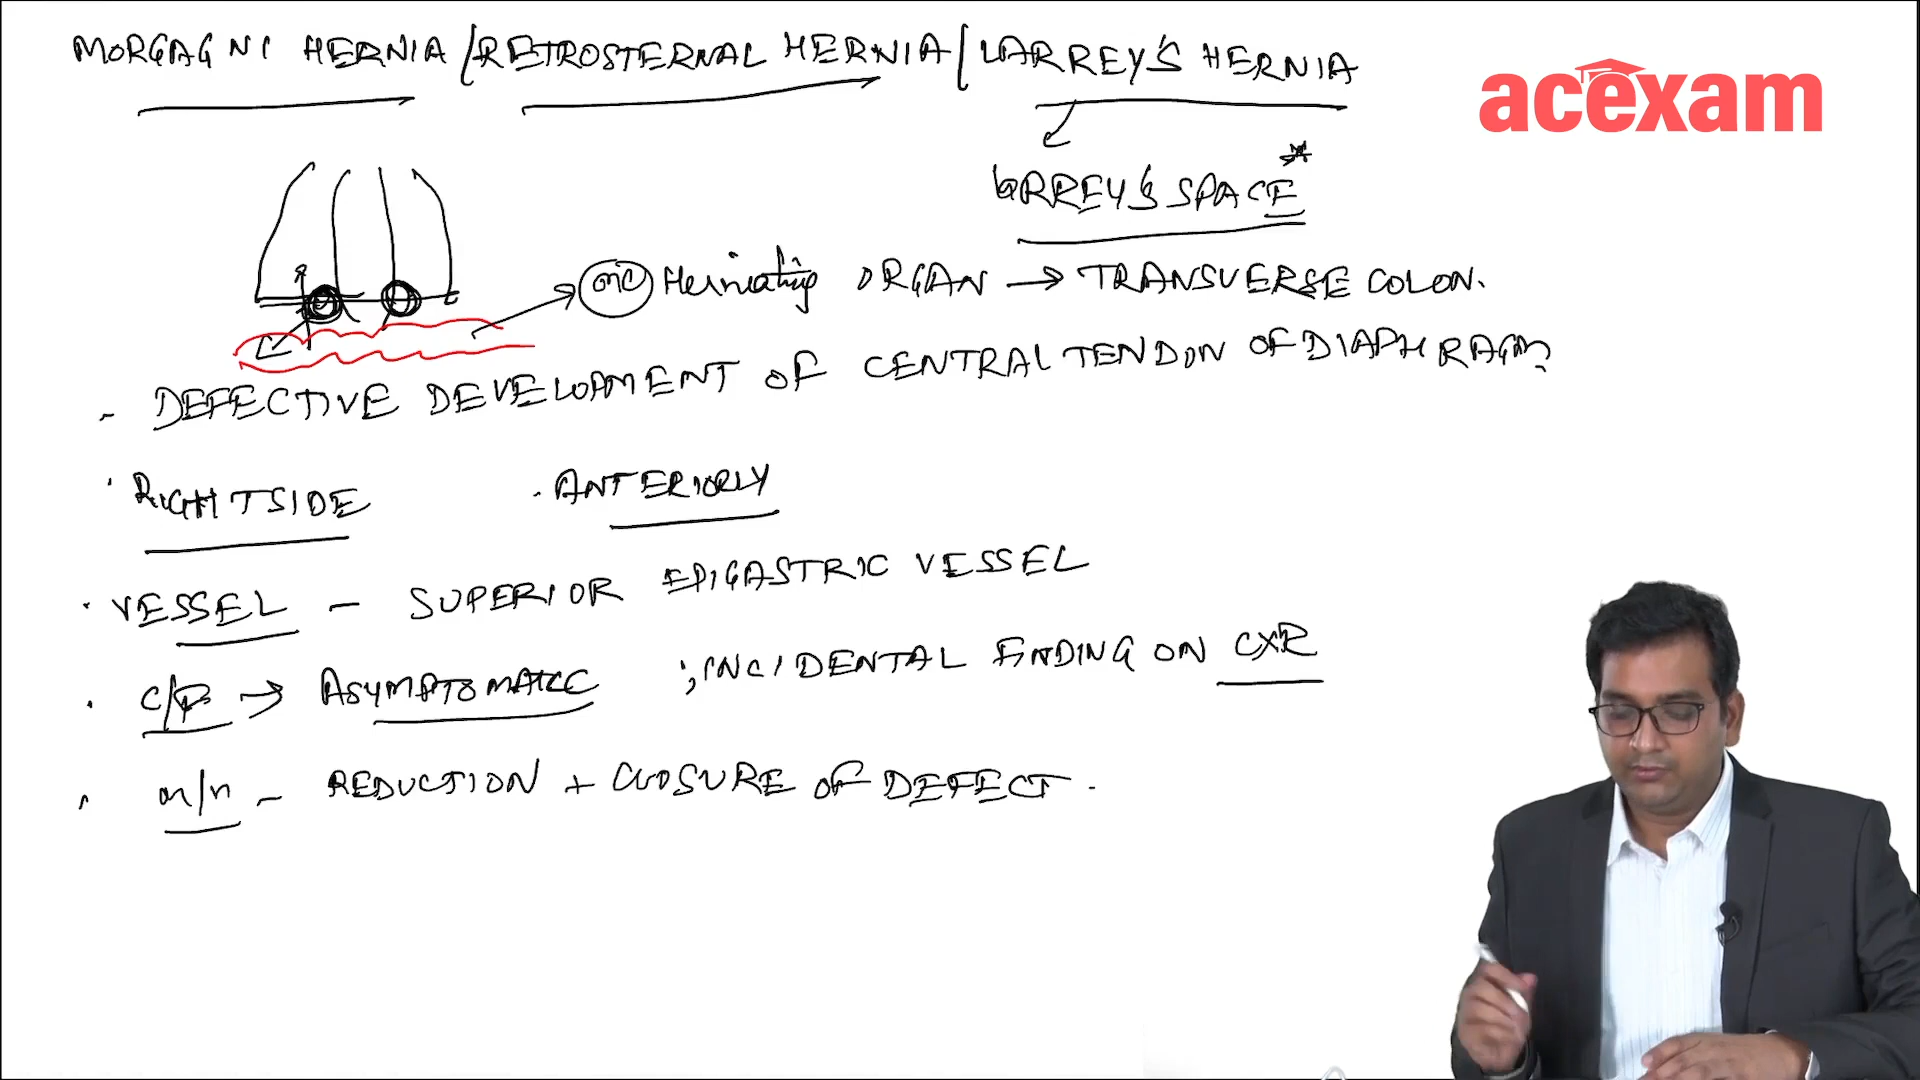 MORGAGNI HERNIA/RETROSTERNAL HERNIA/LARREY'S HERNIA
acexam
LARREY'S SPACE*
MC Herniating ORGAN → TRANSVERSE COLON.
- DEFECTIVE DEVELOPMENT OF CENTRAL TENDON OF DIAPHRAGM
· RIGHT SIDE · ANTERIORLY
· VESSEL - SUPERIOR EPIGASTRIC VESSEL
· C/P → ASYMPTOMATIC ; INCIDENTAL FINDING ON CXR
· m/n - REDUCTION + CLOSURE OF DEFECT.